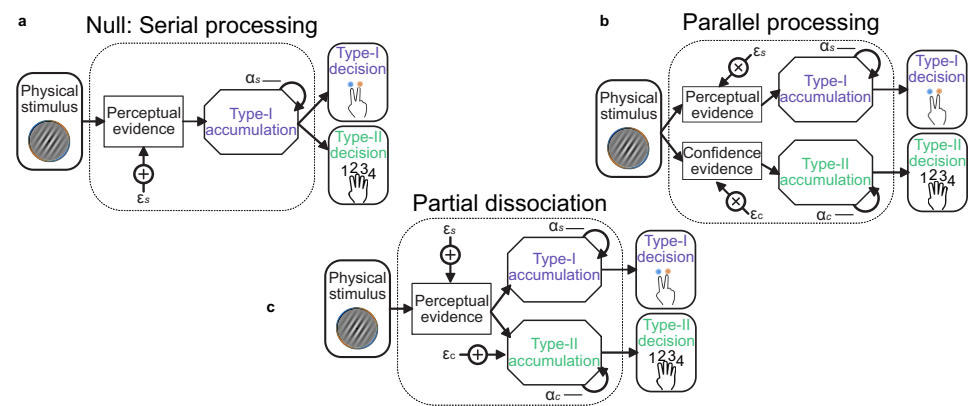 a
Null: Serial processing
Physical
stimulus
Perceptual
evidence
εs
αs
Type-I
accumulation
Type-I
decision
Type-II
decision
1234
b
Parallel processing
Physical
stimulus
εs
Perceptual
evidence
αs
Type-I
accumulation
Type-I
decision
Confidence
evidence
εc
Type-II
accumulation
αc
Type-II
decision
1234
c
Partial dissociation
Physical
stimulus
εs
Perceptual
evidence
εc
αs
Type-I
accumulation
Type-II
accumulation
αc
Type-I
decision
Type-II
decision
1234